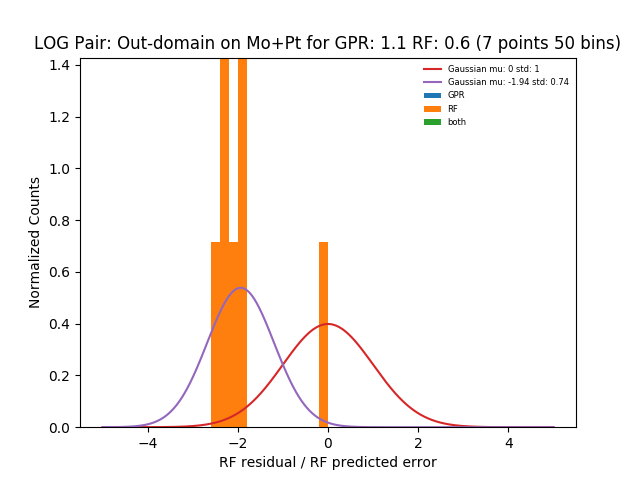 LOG Pair: Out-domain on Mo+Pt for GPR: 1.1 RF: 0.6 (7 points 50 bins)
Gaussian mu: 0 std: 1
Gaussian mu: -1.94 std: 0.74
GPR
RF
both
Normalized Counts
1.4
1.2
1.0
0.8
0.6
0.4
0.2
0.0
−4 −2 0 2 4
RF residual / RF predicted error